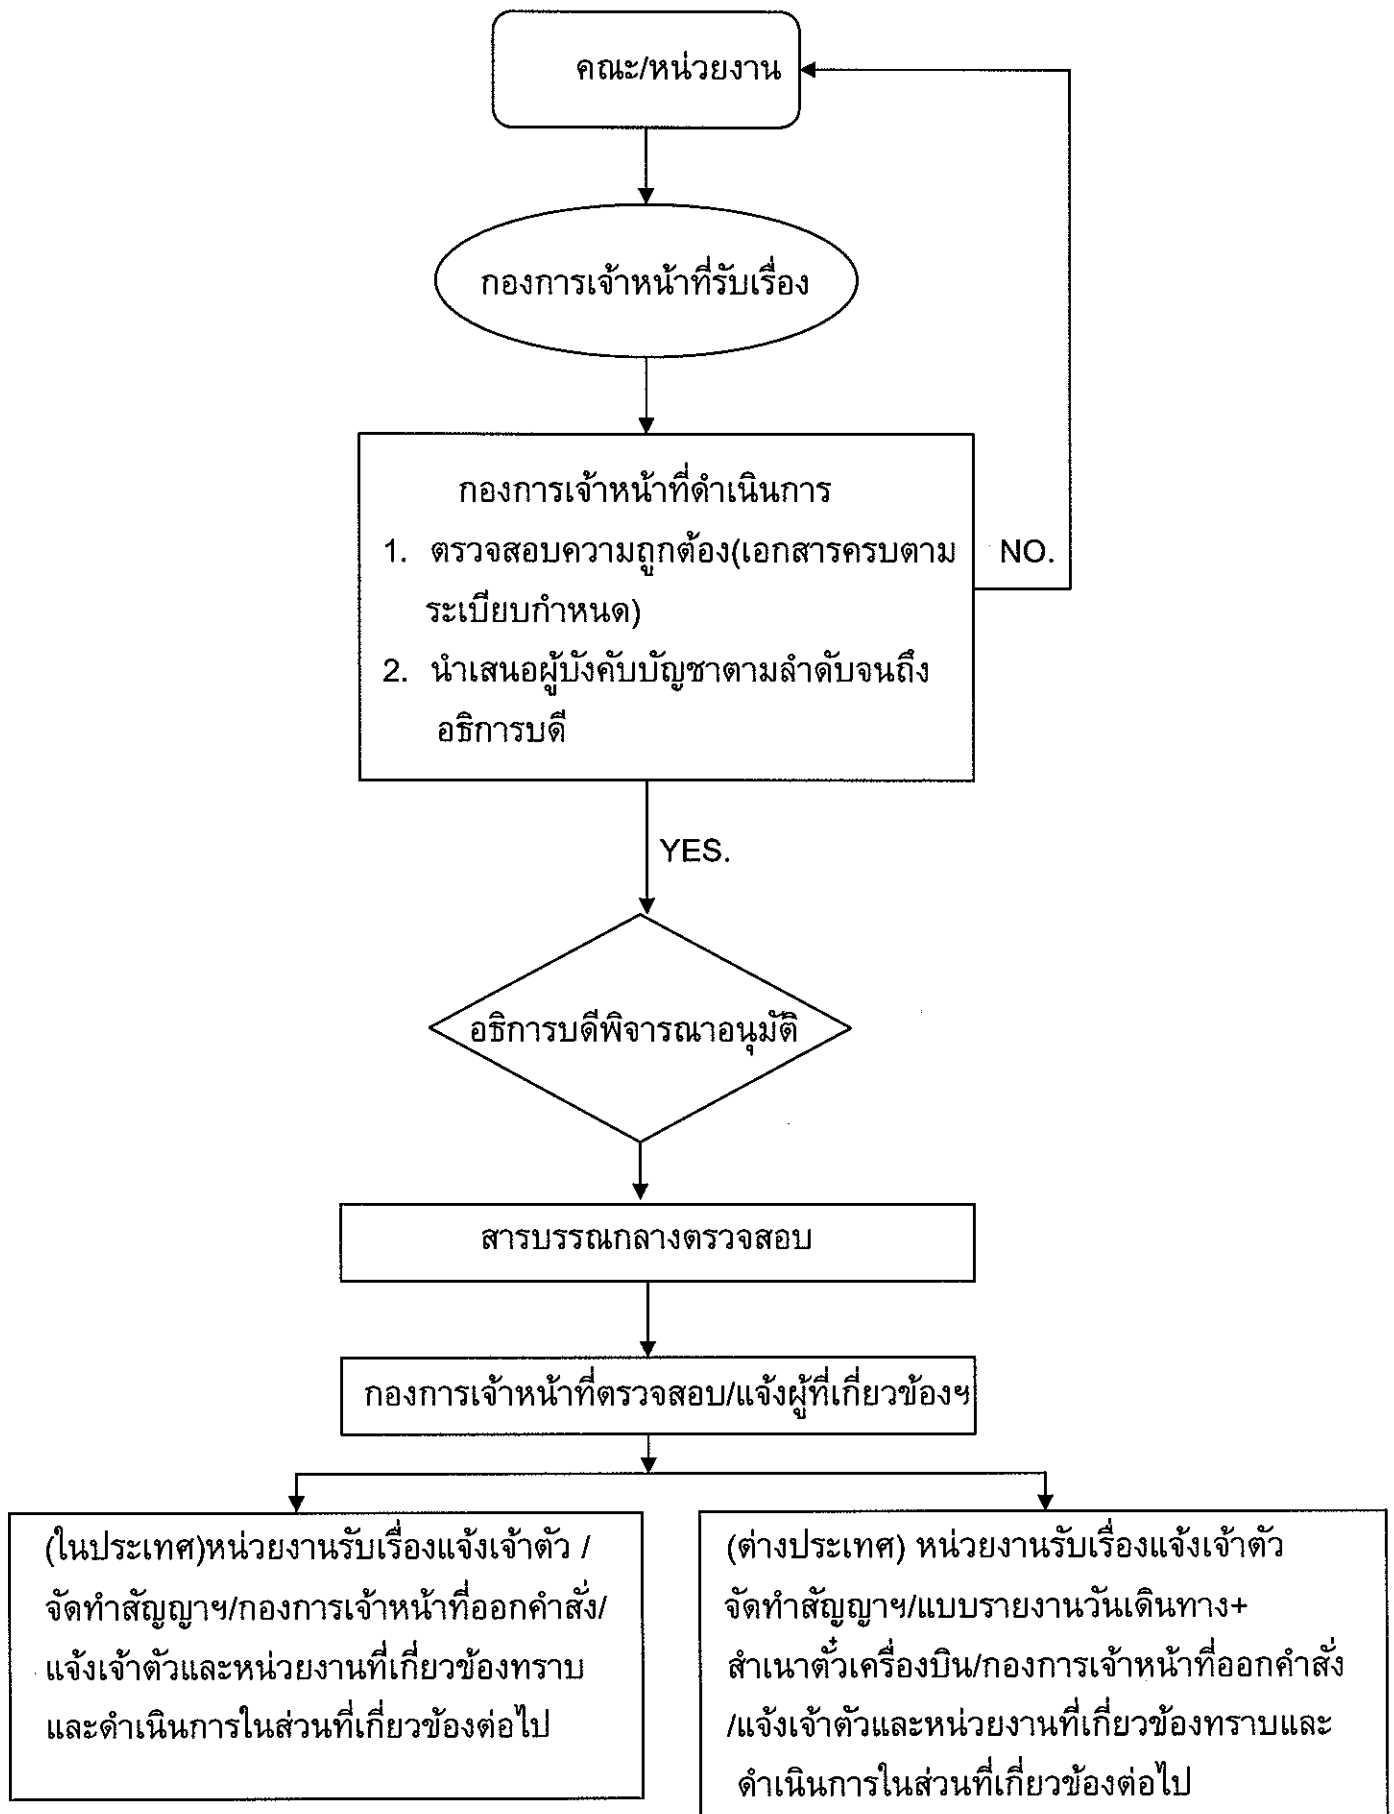 คณะ/หน่วยงาน
กองการเจ้าหน้าที่รับเรื่อง
กองการเจ้าหน้าที่ดำเนินการ
1. ตรวจสอบความถูกต้อง(เอกสารครบตาม
ระเบียบกำหนด)
2. นำเสนอผู้บังคับบัญชาตามลำดับจนถึง
อธิการบดี
NO.
YES.
อธิการบดีพิจารณาอนุมัติ
สารบรรณกลางตรวจสอบ
กองการเจ้าหน้าที่ตรวจสอบ/แจ้งผู้ที่เกี่ยวข้องฯ
(ในประเทศ)หน่วยงานรับเรื่องแจ้งเจ้าตัว /
จัดทำสัญญาฯ/กองการเจ้าหน้าที่ออกคำสั่ง/
แจ้งเจ้าตัวและหน่วยงานที่เกี่ยวข้องทราบ
และดำเนินการในส่วนที่เกี่ยวข้องต่อไป
(ต่างประเทศ) หน่วยงานรับเรื่องแจ้งเจ้าตัว
จัดทำสัญญาฯ/แบบรายงานวันเดินทาง+
สำเนาตั๋วเครื่องบิน/กองการเจ้าหน้าที่ออกคำสั่ง
/แจ้งเจ้าตัวและหน่วยงานที่เกี่ยวข้องทราบและ
ดำเนินการในส่วนที่เกี่ยวข้องต่อไป